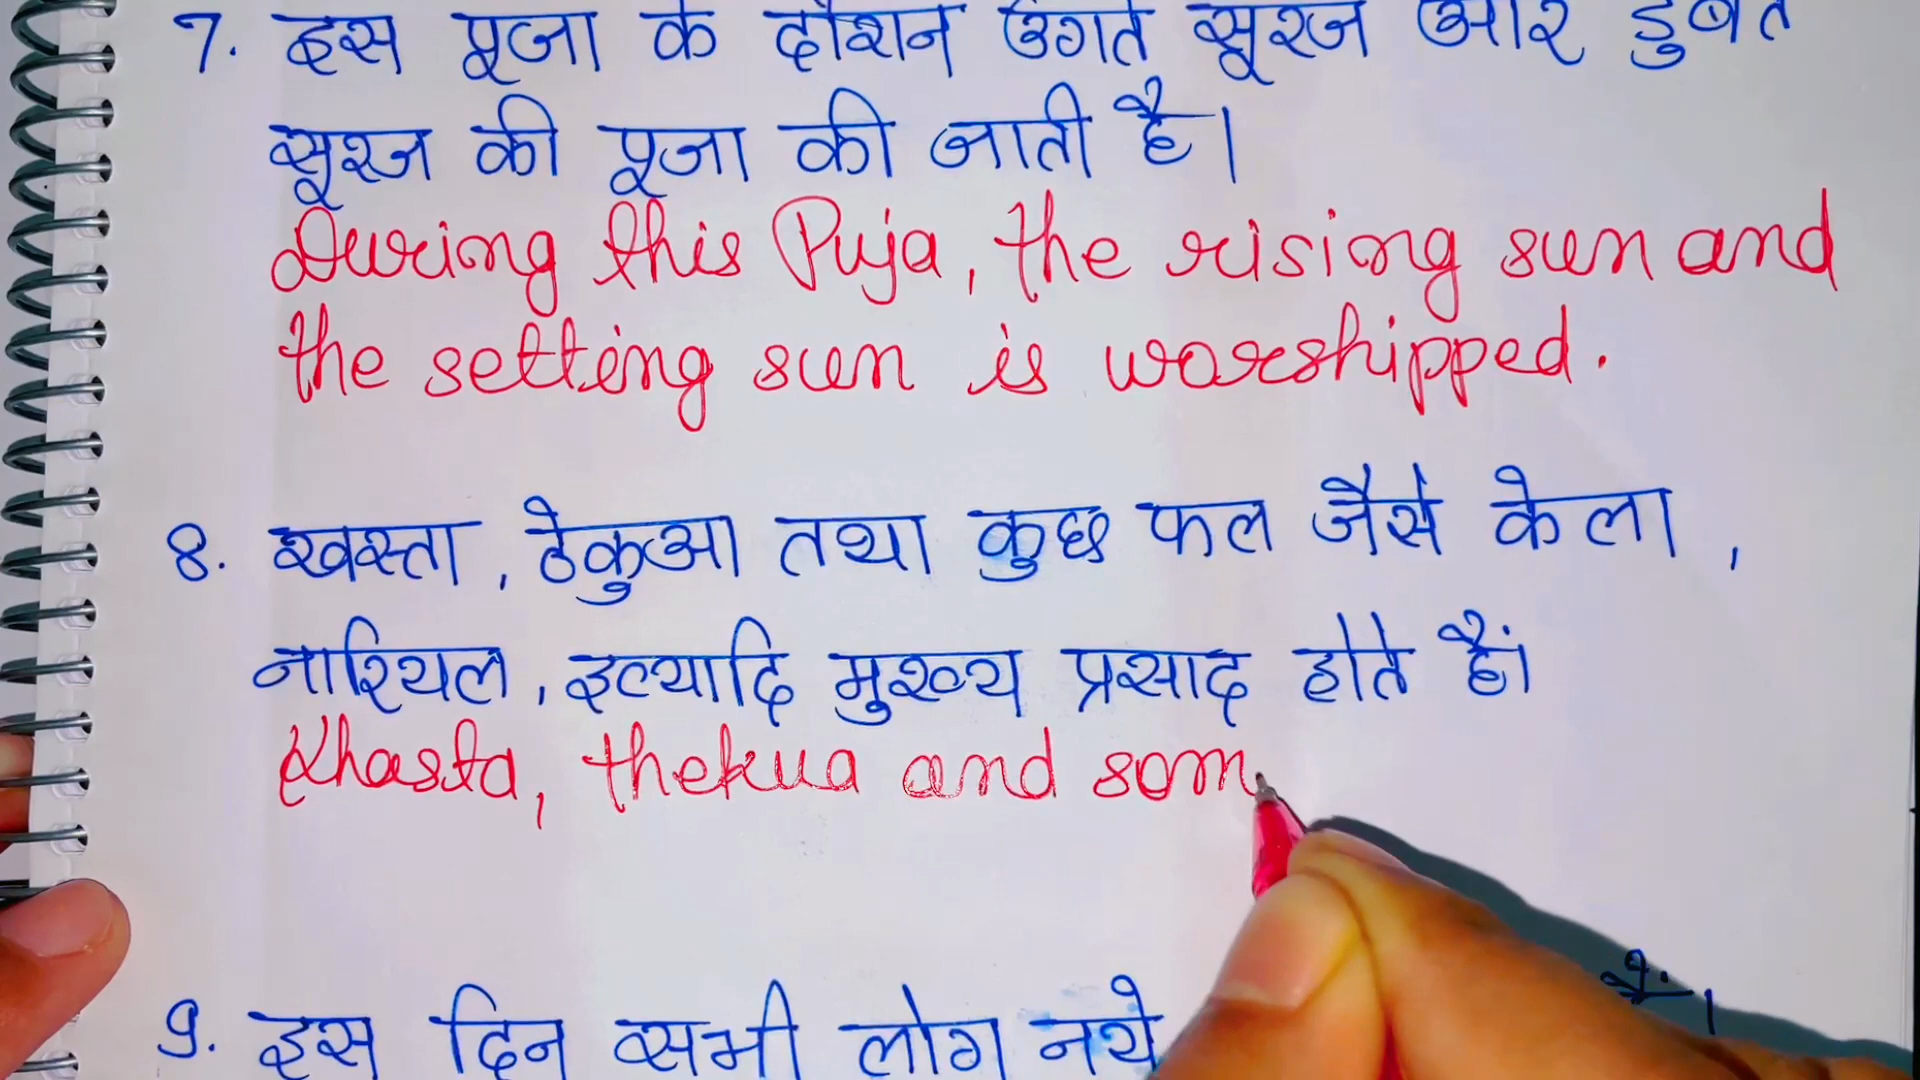 7. इस पूजा के दौरान उगते सूरज और डुबते
सूरज की पूजा की जाती है।
During this Puja, the rising sun and
the setting sun is worshipped.
8. खस्ता, ठेकुआ तथा कुछ फल जैसे केला,
नारियल, इत्यादि मुख्य प्रसाद होते हैं।
Khasta, thekua and som
9. इस दिन सभी लोग नये